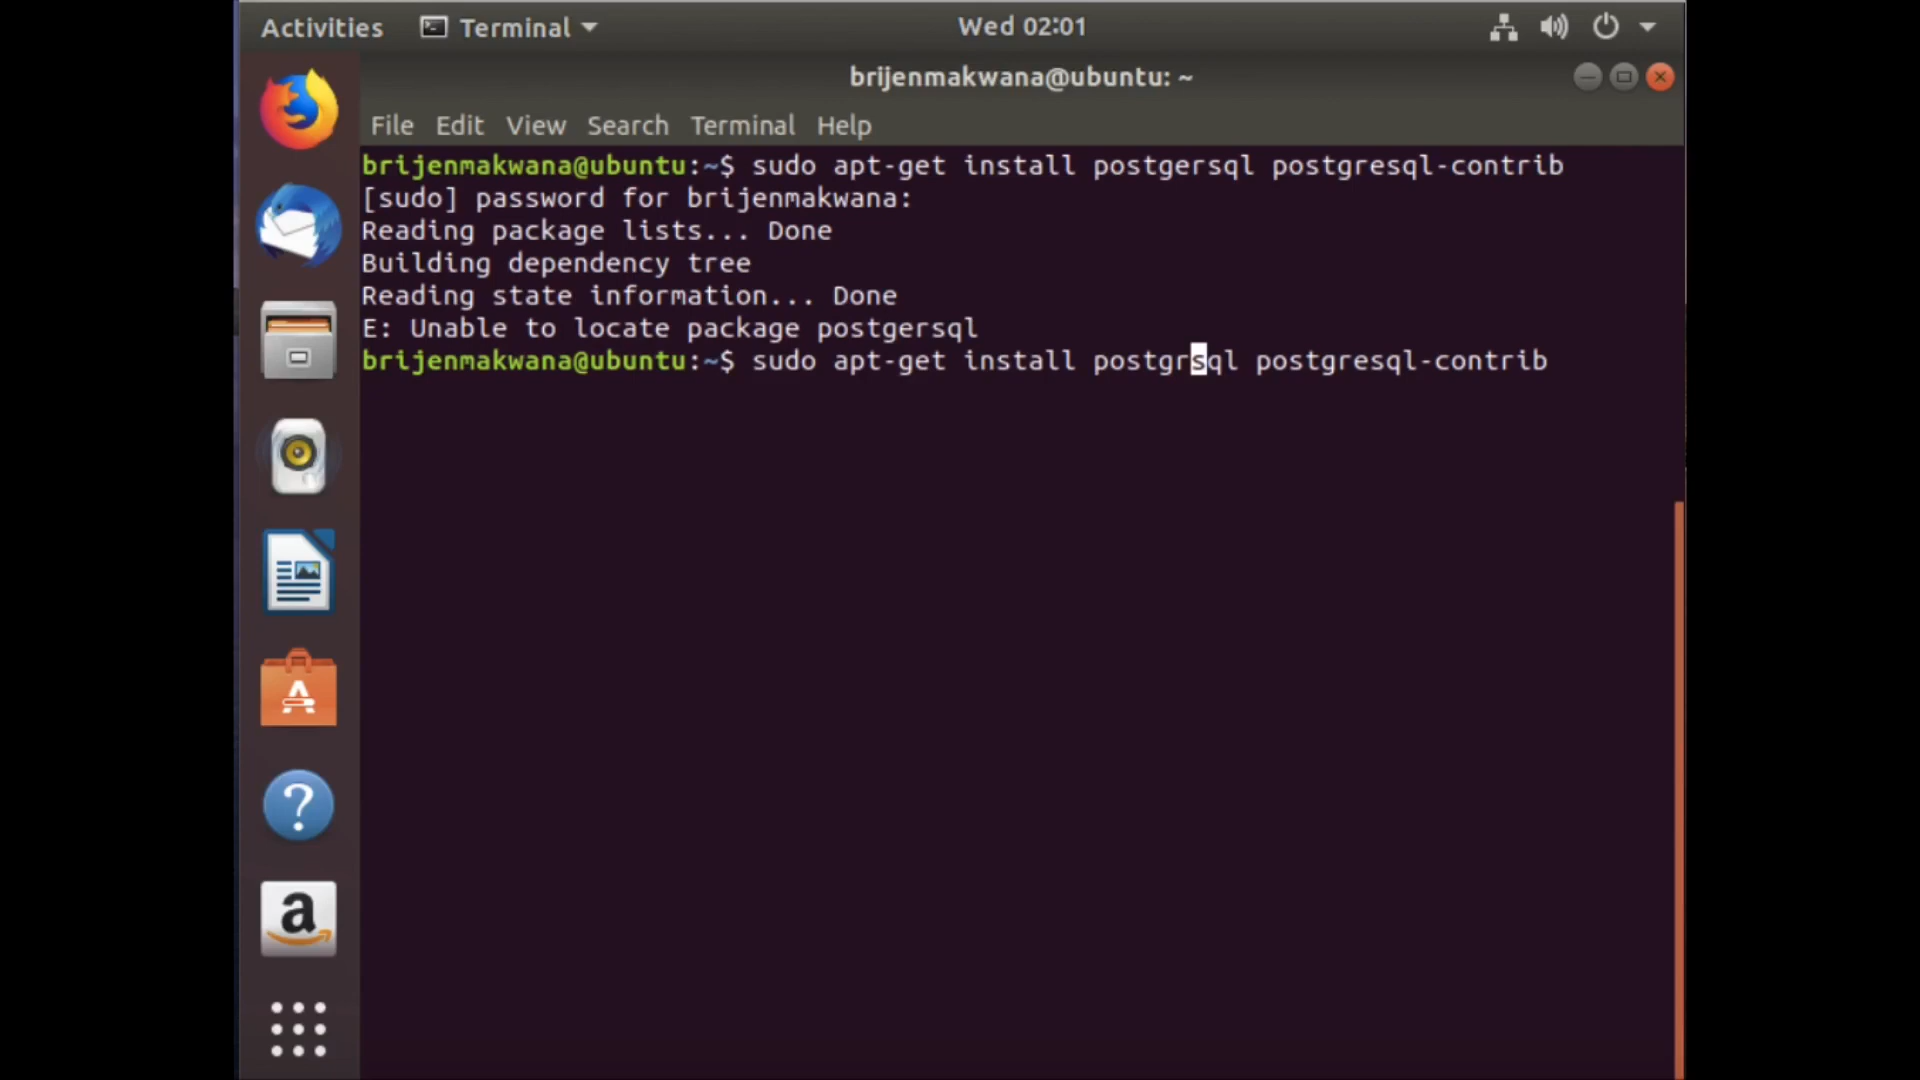 Activities Terminal Wed 02:01
brijenmakwana@ubuntu: ~
File Edit View Search Terminal Help
brijenmakwana@ubuntu:~$ sudo apt-get install postgersql postgresql-contrib
[sudo] password for brijenmakwana:
Reading package lists... Done
Building dependency tree
Reading state information... Done
E: Unable to locate package postgersql
brijenmakwana@ubuntu:~$ sudo apt-get install postgrsql postgresql-contrib